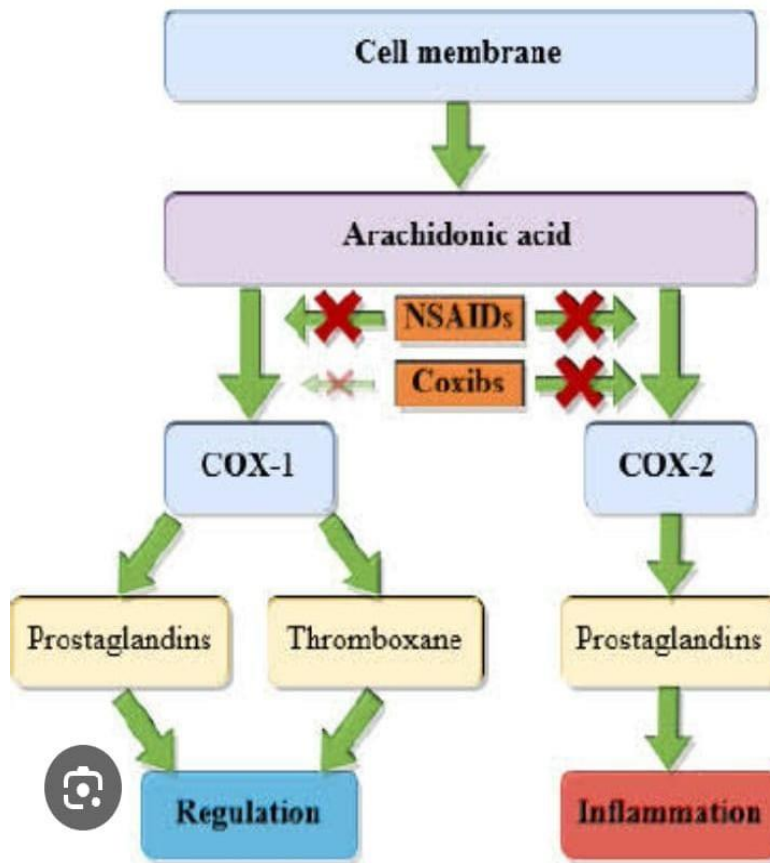 Cell membrane
Arachidonic acid
NSAIDs
Coxibs
COX-1
COX-2
Prostaglandins
Thromboxane
Prostaglandins
Regulation
Inflammation